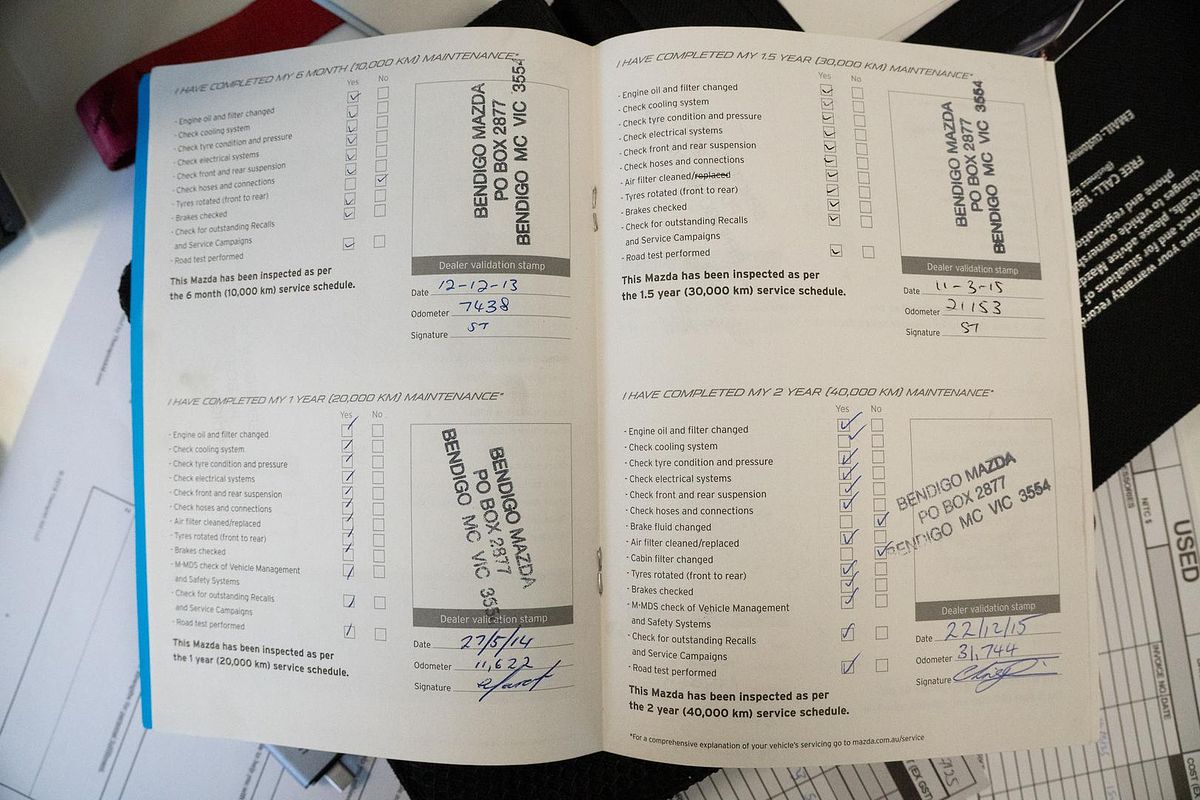 I HAVE COMPLETED MY 6 MONTH (10,000 KM) MAINTENANCE*
Yes No
- Engine oil and filter changed
- Check cooling system
- Check tyre condition and pressure
- Check electrical systems
- Check front and rear suspension
- Check hoses and connections
- Tyres rotated (front to rear)
- Brakes checked
- Check for outstanding Recalls
and Service Campaigns
- Road test performed
This Mazda has been inspected as per
the 6 month (10,000 km) service schedule.
BENDIGO MAZDA
PO BOX 2877
BENDIGO MC VIC 3554
Dealer validation stamp
Date 12-12-13
Odometer 7438
Signature ST
I HAVE COMPLETED MY 1 YEAR (20,000 KM) MAINTENANCE*
Yes No
- Engine oil and filter changed
- Check cooling system
- Check tyre condition and pressure
- Check electrical systems
- Check front and rear suspension
- Check hoses and connections
- Air filter cleaned/replaced
- Tyres rotated (front to rear)
- Brakes checked
- M-MDS check of Vehicle Management
and Safety Systems
- Check for outstanding Recalls
and Service Campaigns
- Road test performed
This Mazda has been inspected as per
the 1 year (20,000 km) service schedule.
BENDIGO MAZDA
PO BOX 2877
BENDIGO MC VIC 355
Dealer validation stamp
Date 27/5/14
Odometer 11,622
Signature
I HAVE COMPLETED MY 1.5 YEAR (30,000 KM) MAINTENANCE*
Yes No
- Engine oil and filter changed
- Check cooling system
- Check tyre condition and pressure
- Check electrical systems
- Check front and rear suspension
- Check hoses and connections
- Air filter cleaned/replaced
- Tyres rotated (front to rear)
- Brakes checked
- Check for outstanding Recalls
and Service Campaigns
- Road test performed
This Mazda has been inspected as per
the 1.5 year (30,000 km) service schedule.
BENDIGO MAZDA
PO BOX 2877
BENDIGO MC VIC 3554
Dealer validation stamp
Date 11-3-15
Odometer 21153
Signature ST
I HAVE COMPLETED MY 2 YEAR (40,000 KM) MAINTENANCE*
Yes No
- Engine oil and filter changed
- Check cooling system
- Check tyre condition and pressure
- Check electrical systems
- Check front and rear suspension
- Check hoses and connections
- Brake fluid changed
- Air filter cleaned/replaced
- Cabin filter changed
- Tyres rotated (front to rear)
- Brakes checked
- M-MDS check of Vehicle Management
and Safety Systems
- Check for outstanding Recalls
and Service Campaigns
- Road test performed
This Mazda has been inspected as per
the 2 year (40,000 km) service schedule.
BENDIGO MAZDA
PO BOX 2877
BENDIGO MC VIC 3554
Dealer validation stamp
Date 22/12/15
Odometer 31,744
Signature
*For a comprehensive explanation of your vehicle's servicing go to mazda.com.au/service
FREE CALL
USED
INVOICE NO DATE